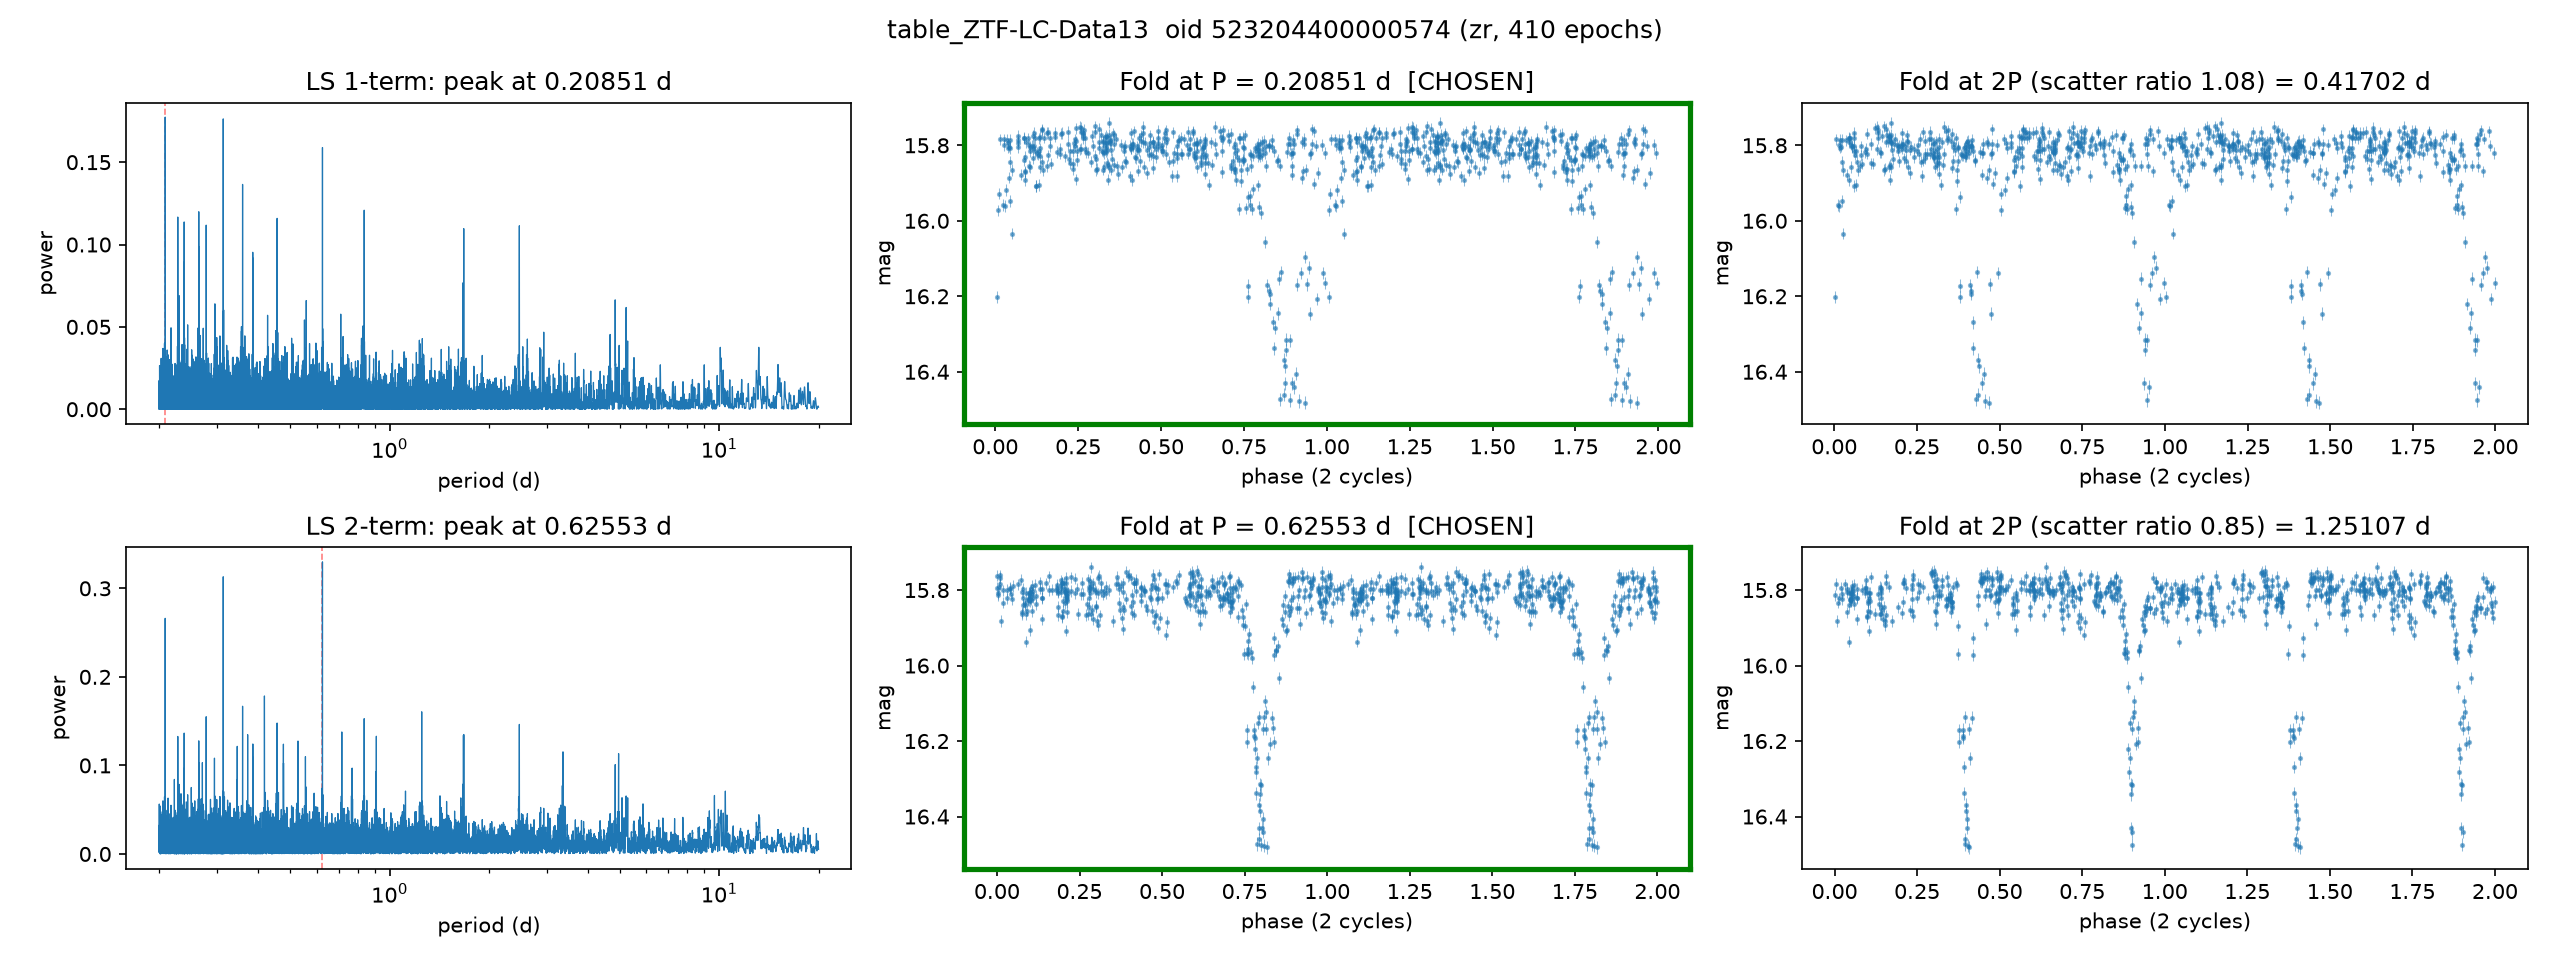 table_ZTF-LC-Data13  oid 523204400000574 (zr, 410 epochs)
LS 1-term: peak at 0.20851 d
Fold at P = 0.20851 d  [CHOSEN]
Fold at 2P (scatter ratio 1.08) = 0.41702 d
power
0.15
0.10
0.05
0.00
10⁰
10¹
period (d)
mag
15.8
16.0
16.2
16.4
0.00 0.25 0.50 0.75 1.00 1.25 1.50 1.75 2.00
phase (2 cycles)
mag
15.8
16.0
16.2
16.4
0.00 0.25 0.50 0.75 1.00 1.25 1.50 1.75 2.00
phase (2 cycles)
LS 2-term: peak at 0.62553 d
Fold at P = 0.62553 d  [CHOSEN]
Fold at 2P (scatter ratio 0.85) = 1.25107 d
power
0.3
0.2
0.1
0.0
10⁰
10¹
period (d)
mag
15.8
16.0
16.2
16.4
0.00 0.25 0.50 0.75 1.00 1.25 1.50 1.75 2.00
phase (2 cycles)
mag
15.8
16.0
16.2
16.4
0.00 0.25 0.50 0.75 1.00 1.25 1.50 1.75 2.00
phase (2 cycles)